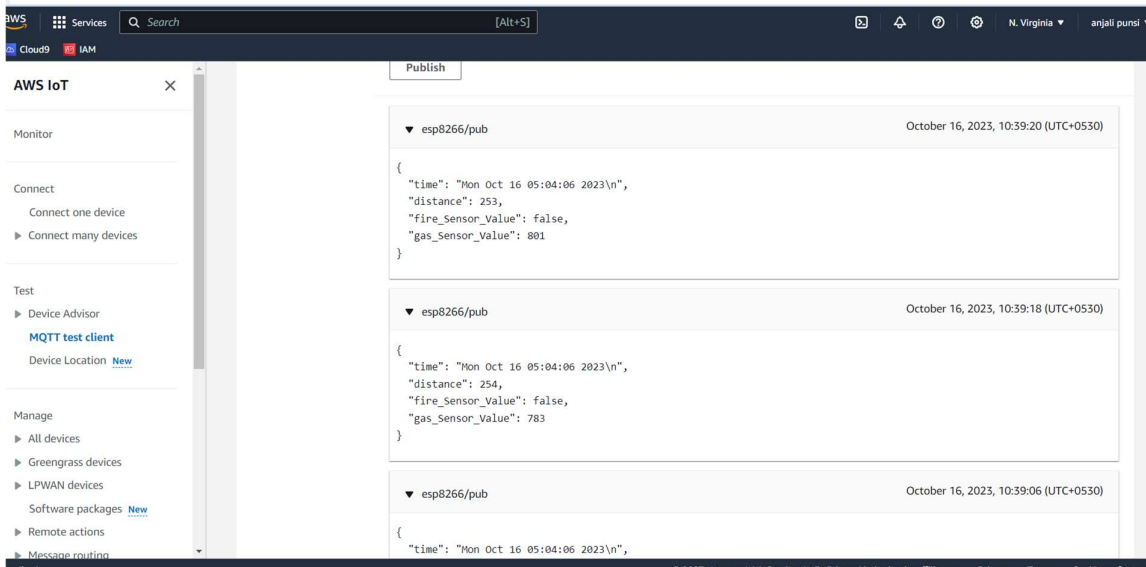 aws Services Search [Alt+S] N. Virginia ▼ anjali punsi
Cloud9 IAM
AWS IoT
Monitor
Connect
Connect one device
Connect many devices
Test
Device Advisor
MQTT test client
Device Location New
Manage
All devices
Greengrass devices
LPWAN devices
Software packages New
Remote actions
Message routing
Publish
▼ esp8266/pub October 16, 2023, 10:39:20 (UTC+0530)
{
"time": "Mon Oct 16 05:04:06 2023\n",
"distance": 253,
"fire_Sensor_Value": false,
"gas_Sensor_Value": 801
}
▼ esp8266/pub October 16, 2023, 10:39:18 (UTC+0530)
{
"time": "Mon Oct 16 05:04:06 2023\n",
"distance": 254,
"fire_Sensor_Value": false,
"gas_Sensor_Value": 783
}
▼ esp8266/pub October 16, 2023, 10:39:06 (UTC+0530)
{
"time": "Mon Oct 16 05:04:06 2023\n",